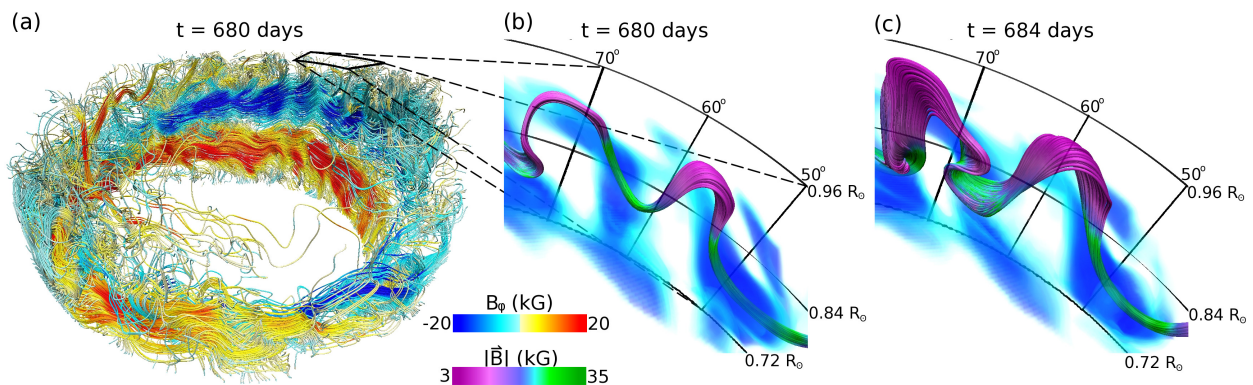 (a)
t = 680 days
B_φ (kG)
-20
20
|B⃗| (kG)
3
35
(b)
t = 680 days
70°
60°
50°
0.96 R☉
0.84 R☉
0.72 R☉
(c)
t = 684 days
70°
60°
50°
0.96 R☉
0.84 R☉
0.72 R☉